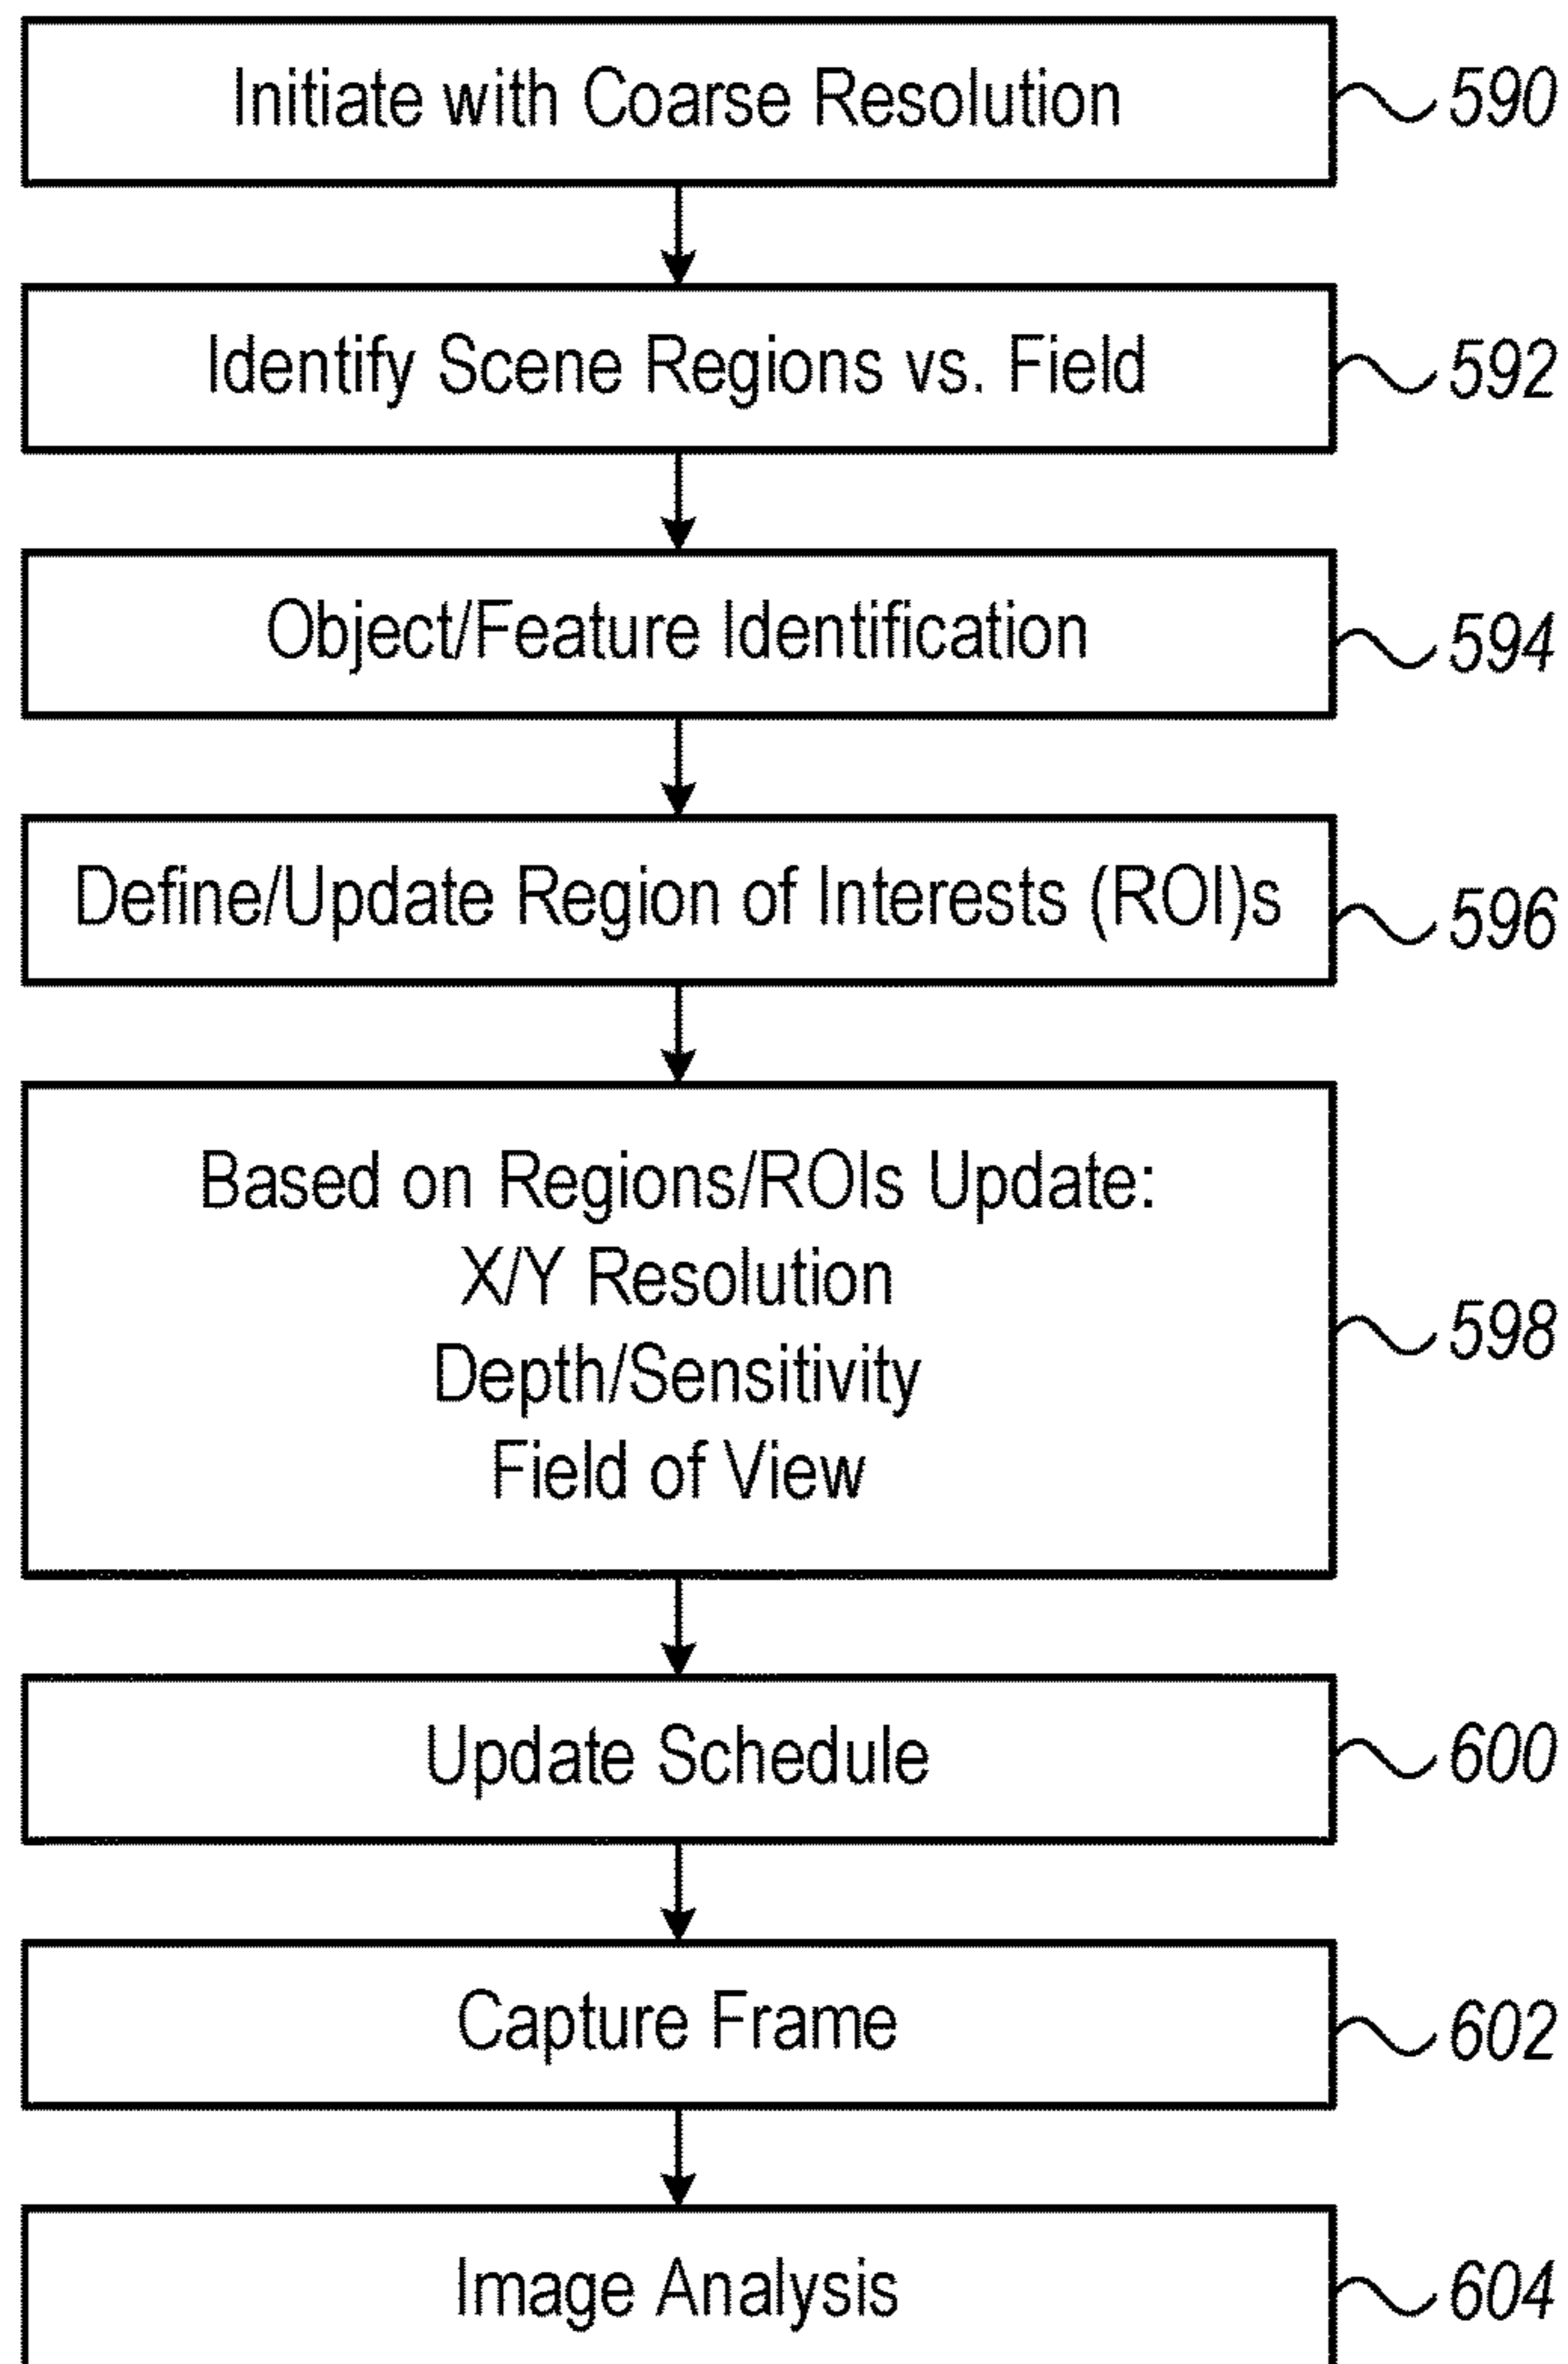 Initiate with Coarse Resolution
590
Identify Scene Regions vs. Field
592
Object/Feature Identification
594
Define/Update Region of Interests (ROI)s
596
Based on Regions/ROIs Update:
X/Y Resolution
Depth/Sensitivity
Field of View
598
Update Schedule
600
Capture Frame
602
Image Analysis
604